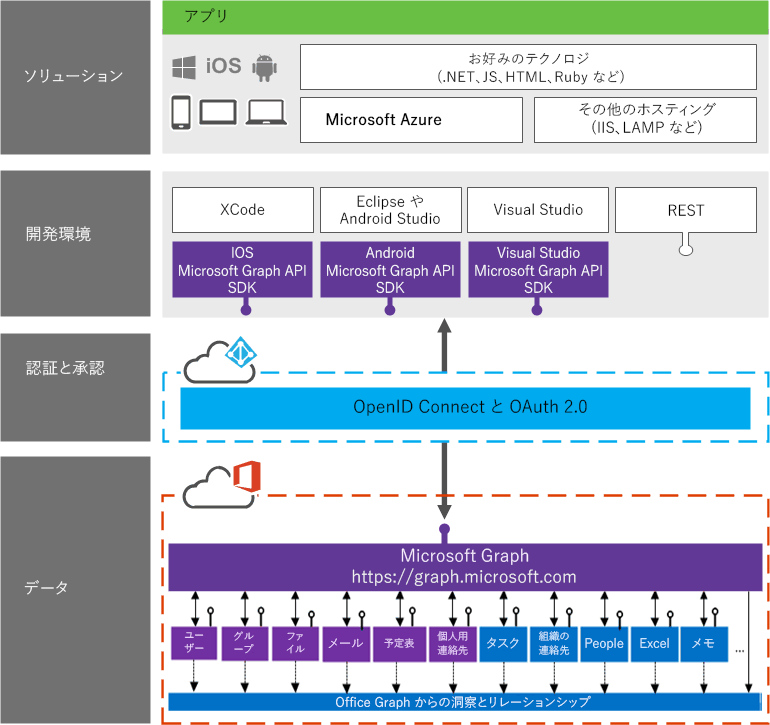 アプリ
ソリューション
iOS
お好みのテクノロジ
(.NET、JS、HTML、Ruby など)
Microsoft Azure
その他のホスティング
(IIS、LAMP など)
開発環境
XCode
Eclipse や
Android Studio
Visual Studio
REST
IOS
Microsoft Graph API
SDK
Android
Microsoft Graph API
SDK
Visual Studio
Microsoft Graph API
SDK
認証と承認
OpenID Connect と OAuth 2.0
データ
Microsoft Graph
https://graph.microsoft.com
ユー
ザー
グル
ープ
ファ
イル
メール
予定表
個人用
連絡先
タスク
組織の
連絡先
People
Excel
メモ
...
Office Graph からの洞察とリレーションシップ